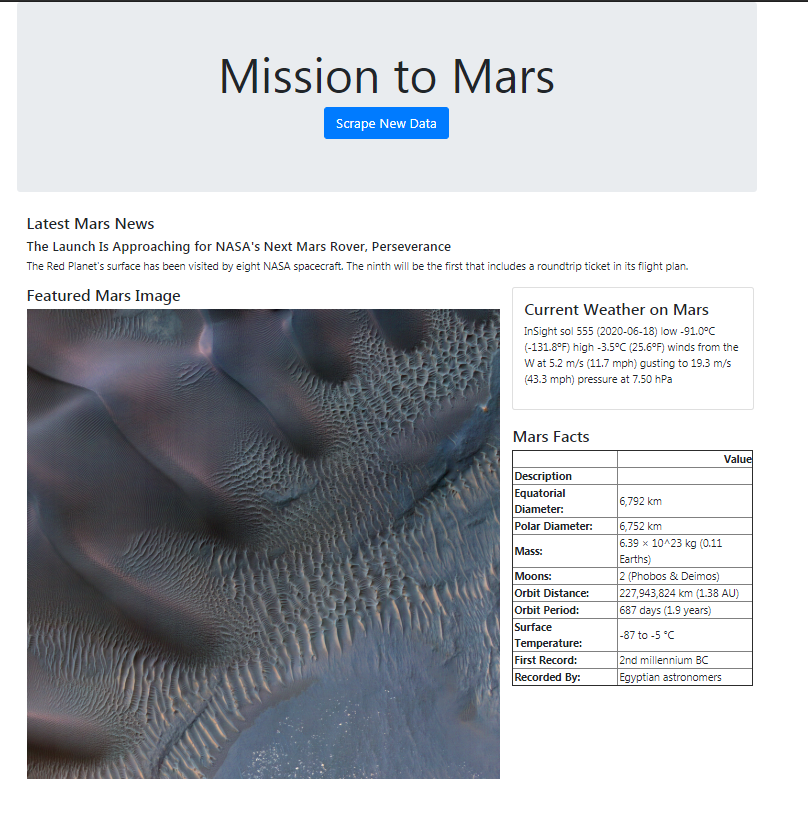 Mission to Mars
Scrape New Data
Latest Mars News
The Launch Is Approaching for NASA's Next Mars Rover, Perseverance
The Red Planet's surface has been visited by eight NASA spacecraft. The ninth will be the first that includes a roundtrip ticket in its flight plan.
Featured Mars Image
Current Weather on Mars
InSight sol 555 (2020-06-18) low -91.0ºC
(-131.8ºF) high -3.5ºC (25.6ºF) winds from the
W at 5.2 m/s (11.7 mph) gusting to 19.3 m/s
(43.3 mph) pressure at 7.50 hPa
Mars Facts
Value
Description
Equatorial
Diameter:
6,792 km
Polar Diameter:
6,752 km
Mass:
6.39 × 10^23 kg (0.11
Earths)
Moons:
2 (Phobos & Deimos)
Orbit Distance:
227,943,824 km (1.38 AU)
Orbit Period:
687 days (1.9 years)
Surface
Temperature:
-87 to -5 °C
First Record:
2nd millennium BC
Recorded By:
Egyptian astronomers